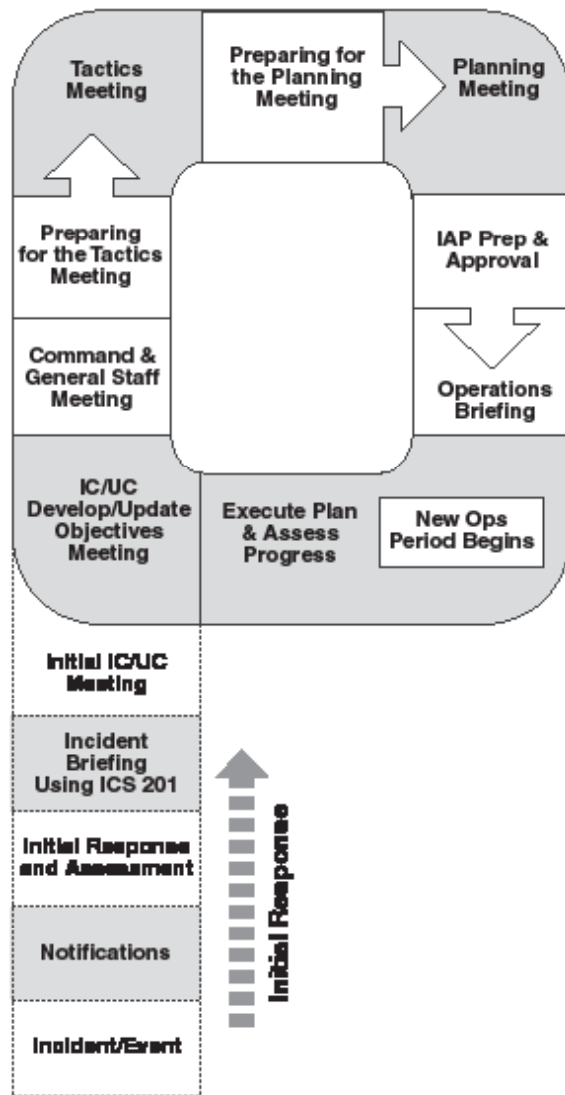 Tactics
Meeting
Preparing for
the Planning
Meeting
Planning
Meeting
Preparing
for the Tactics
Meeting
IAP Prep &
Approval
Command &
General Staff
Meeting
Operations
Briefing
IC/UC
Develop/Update
Objectives
Meeting
Execute Plan
& Assess
Progress
New Ops
Period Begins
Initial IC/UC
Meeting
Incident
Briefing
Using ICS 201
Initial Response
and Assessment
Notifications
Incident/Event
Initial Response